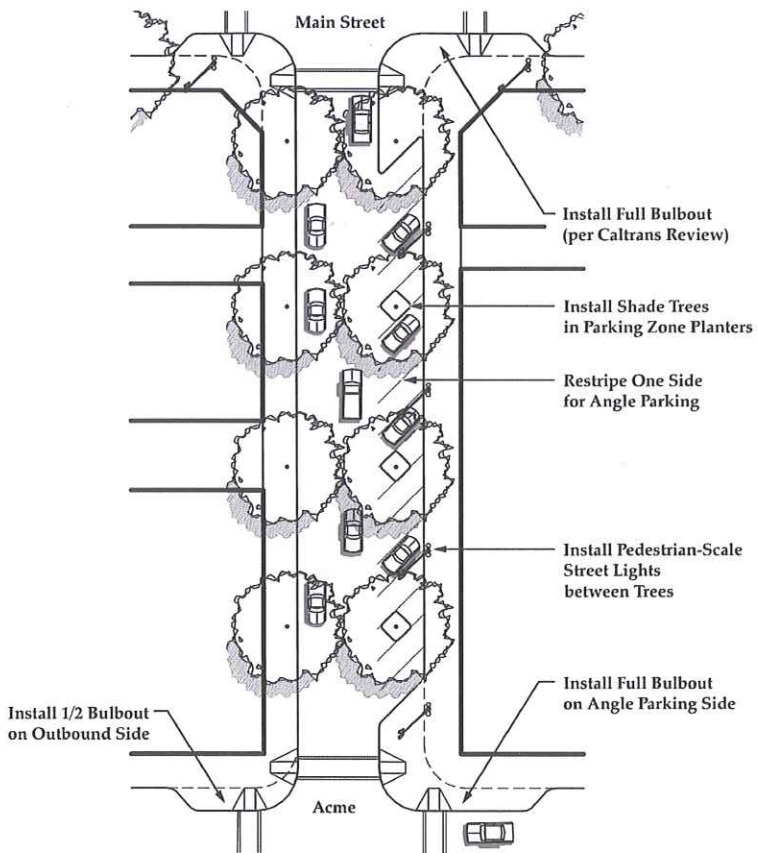 Main Street
Install Full Bulbout
(per Caltrans Review)
Install Shade Trees
in Parking Zone Planters
Restripe One Side
for Angle Parking
Install Pedestrian-Scale
Street Lights
between Trees
Install Full Bulbout
on Angle Parking Side
Install 1/2 Bulbout
on Outbound Side
Acme